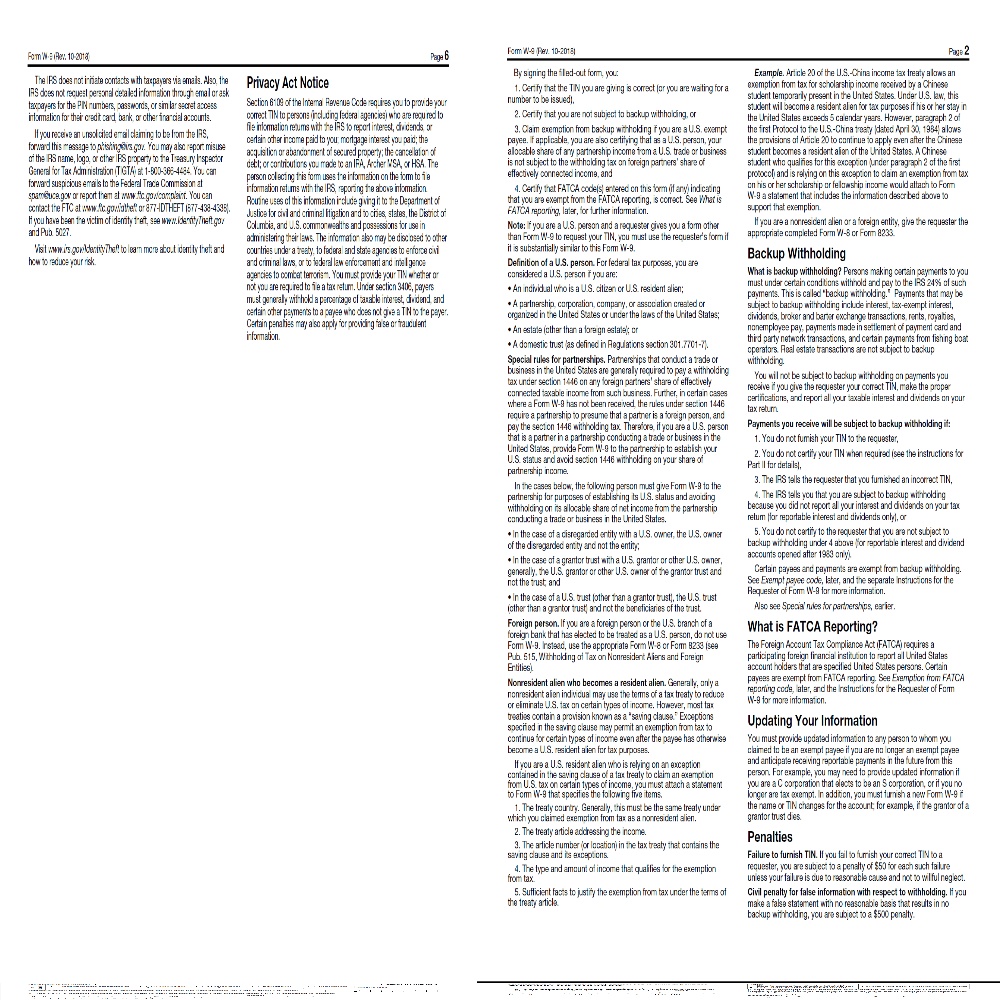 Form W-9 (Rev. 10-2018)
Page 6
The IRS does not initiate contacts with taxpayers via emails. Also, the
IRS does not request personal detailed information through email or ask
taxpayers for the PIN numbers, passwords, or similar secret access
information for their credit card, bank, or other financial accounts.
If you receive an unsolicited email claiming to be from the IRS,
forward this message to phishing@irs.gov. You may also report misuse
of the IRS name, logo, or other IRS property to the Treasury Inspector
General for Tax Administration (TIGTA) at 1-800-366-4484. You can
forward suspicious emails to the Federal Trade Commission at
spam@uce.gov or report them at www.ftc.gov/complaint. You can
contact the FTC at www.ftc.gov/idtheft or 877-IDTHEFT (877-438-4338).
If you have been the victim of identity theft, see www.IdentityTheft.gov
and Pub. 5027.
Visit www.irs.gov/IdentityTheft to learn more about identity theft and
how to reduce your risk.
Privacy Act Notice
Section 6109 of the Internal Revenue Code requires you to provide your
correct TIN to persons (including federal agencies) who are required to
file information returns with the IRS to report interest, dividends, or
certain other income paid to you; mortgage interest you paid; the
acquisition or abandonment of secured property; the cancellation of
debt; or contributions you made to an IRA, Archer MSA, or HSA. The
person collecting this form uses the information on the form to file
information returns with the IRS, reporting the above information.
Routine uses of this information include giving it to the Department of
Justice for civil and criminal litigation and to cities, states, the District of
Columbia, and U.S. commonwealths and possessions for use in
administering their laws. The information also may be disclosed to other
countries under a treaty, to federal and state agencies to enforce civil
and criminal laws, or to federal law enforcement and intelligence
agencies to combat terrorism. You must provide your TIN whether or
not you are required to file a tax return. Under section 3406, payers
must generally withhold a percentage of taxable interest, dividend, and
certain other payments to a payee who does not give a TIN to the payer.
Certain penalties may also apply for providing false or fraudulent
information.
Form W-9 (Rev. 10-2018)
Page 2
By signing the filled-out form, you:
1. Certify that the TIN you are giving is correct (or you are waiting for a
number to be issued),
2. Certify that you are not subject to backup withholding, or
3. Claim exemption from backup withholding if you are a U.S. exempt
payee. If applicable, you are also certifying that as a U.S. person, your
allocable share of any partnership income from a U.S. trade or business
is not subject to the withholding tax on foreign partners' share of
effectively connected income, and
4. Certify that FATCA code(s) entered on this form (if any) indicating
that you are exempt from the FATCA reporting, is correct. See What is
FATCA reporting, later, for further information.
Note: If you are a U.S. person and a requester gives you a form other
than Form W-9 to request your TIN, you must use the requester's form if
it is substantially similar to this Form W-9.
Definition of a U.S. person. For federal tax purposes, you are
considered a U.S. person if you are:
• An individual who is a U.S. citizen or U.S. resident alien;
• A partnership, corporation, company, or association created or
organized in the United States or under the laws of the United States;
• An estate (other than a foreign estate); or
• A domestic trust (as defined in Regulations section 301.7701-7).
Special rules for partnerships. Partnerships that conduct a trade or
business in the United States are generally required to pay a withholding
tax under section 1446 on any foreign partners' share of effectively
connected taxable income from such business. Further, in certain cases
where a Form W-9 has not been received, the rules under section 1446
require a partnership to presume that a partner is a foreign person, and
pay the section 1446 withholding tax. Therefore, if you are a U.S. person
that is a partner in a partnership conducting a trade or business in the
United States, provide Form W-9 to the partnership to establish your
U.S. status and avoid section 1446 withholding on your share of
partnership income.
In the cases below, the following person must give Form W-9 to the
partnership for purposes of establishing its U.S. status and avoiding
withholding on its allocable share of net income from the partnership
conducting a trade or business in the United States.
• In the case of a disregarded entity with a U.S. owner, the U.S. owner
of the disregarded entity and not the entity;
• In the case of a grantor trust with a U.S. grantor or other U.S. owner,
generally, the U.S. grantor or other U.S. owner of the grantor trust and
not the trust; and
• In the case of a U.S. trust (other than a grantor trust), the U.S. trust
(other than a grantor trust) and not the beneficiaries of the trust.
Foreign person. If you are a foreign person or the U.S. branch of a
foreign bank that has elected to be treated as a U.S. person, do not use
Form W-9. Instead, use the appropriate Form W-8 or Form 8233 (see
Pub. 515, Withholding of Tax on Nonresident Aliens and Foreign
Entities).
Nonresident alien who becomes a resident alien. Generally, only a
nonresident alien individual may use the terms of a tax treaty to reduce
or eliminate U.S. tax on certain types of income. However, most tax
treaties contain a provision known as a "saving clause." Exceptions
specified in the saving clause may permit an exemption from tax to
continue for certain types of income even after the payee has otherwise
become a U.S. resident alien for tax purposes.
If you are a U.S. resident alien who is relying on an exception
contained in the saving clause of a tax treaty to claim an exemption
from U.S. tax on certain types of income, you must attach a statement
to Form W-9 that specifies the following five items.
1. The treaty country. Generally, this must be the same treaty under
which you claimed exemption from tax as a nonresident alien.
2. The treaty article addressing the income.
3. The article number (or location) in the tax treaty that contains the
saving clause and its exceptions.
4. The type and amount of income that qualifies for the exemption
from tax.
5. Sufficient facts to justify the exemption from tax under the terms of
the treaty article.
Example. Article 20 of the U.S.-China income tax treaty allows an
exemption from tax for scholarship income received by a Chinese
student temporarily present in the United States. Under U.S. law, this
student will become a resident alien for tax purposes if his or her stay in
the United States exceeds 5 calendar years. However, paragraph 2 of
the first Protocol to the U.S.-China treaty (dated April 30, 1984) allows
the provisions of Article 20 to continue to apply even after the Chinese
student becomes a resident alien of the United States. A Chinese
student who qualifies for this exception (under paragraph 2 of the first
protocol) and is relying on this exception to claim an exemption from tax
on his or her scholarship or fellowship income would attach to Form
W-9 a statement that includes the information described above to
support that exemption.
If you are a nonresident alien or a foreign entity, give the requester the
appropriate completed Form W-8 or Form 8233.
Backup Withholding
What is backup withholding? Persons making certain payments to you
must under certain conditions withhold and pay to the IRS 24% of such
payments. This is called "backup withholding." Payments that may be
subject to backup withholding include interest, tax-exempt interest,
dividends, broker and barter exchange transactions, rents, royalties,
nonemployee pay, payments made in settlement of payment card and
third party network transactions, and certain payments from fishing boat
operators. Real estate transactions are not subject to backup
withholding.
You will not be subject to backup withholding on payments you
receive if you give the requester your correct TIN, make the proper
certifications, and report all your taxable interest and dividends on your
tax return.
Payments you receive will be subject to backup withholding if:
1. You do not furnish your TIN to the requester,
2. You do not certify your TIN when required (see the instructions for
Part II for details),
3. The IRS tells the requester that you furnished an incorrect TIN,
4. The IRS tells you that you are subject to backup withholding
because you did not report all your interest and dividends on your tax
return (for reportable interest and dividends only), or
5. You do not certify to the requester that you are not subject to
backup withholding under 4 above (for reportable interest and dividend
accounts opened after 1983 only).
Certain payees and payments are exempt from backup withholding.
See Exempt payee code, later, and the separate Instructions for the
Requester of Form W-9 for more information.
Also see Special rules for partnerships, earlier.
What is FATCA Reporting?
The Foreign Account Tax Compliance Act (FATCA) requires a
participating foreign financial institution to report all United States
account holders that are specified United States persons. Certain
payees are exempt from FATCA reporting. See Exemption from FATCA
reporting code, later, and the Instructions for the Requester of Form
W-9 for more information.
Updating Your Information
You must provide updated information to any person to whom you
claimed to be an exempt payee if you are no longer an exempt payee
and anticipate receiving reportable payments in the future from this
person. For example, you may need to provide updated information if
you are a C corporation that elects to be an S corporation, or if you no
longer are tax exempt. In addition, you must furnish a new Form W-9 if
the name or TIN changes for the account; for example, if the grantor of a
grantor trust dies.
Penalties
Failure to furnish TIN. If you fail to furnish your correct TIN to a
requester, you are subject to a penalty of $50 for each such failure
unless your failure is due to reasonable cause and not to willful neglect.
Civil penalty for false information with respect to withholding. If you
make a false statement with no reasonable basis that results in no
backup withholding, you are subject to a $500 penalty.